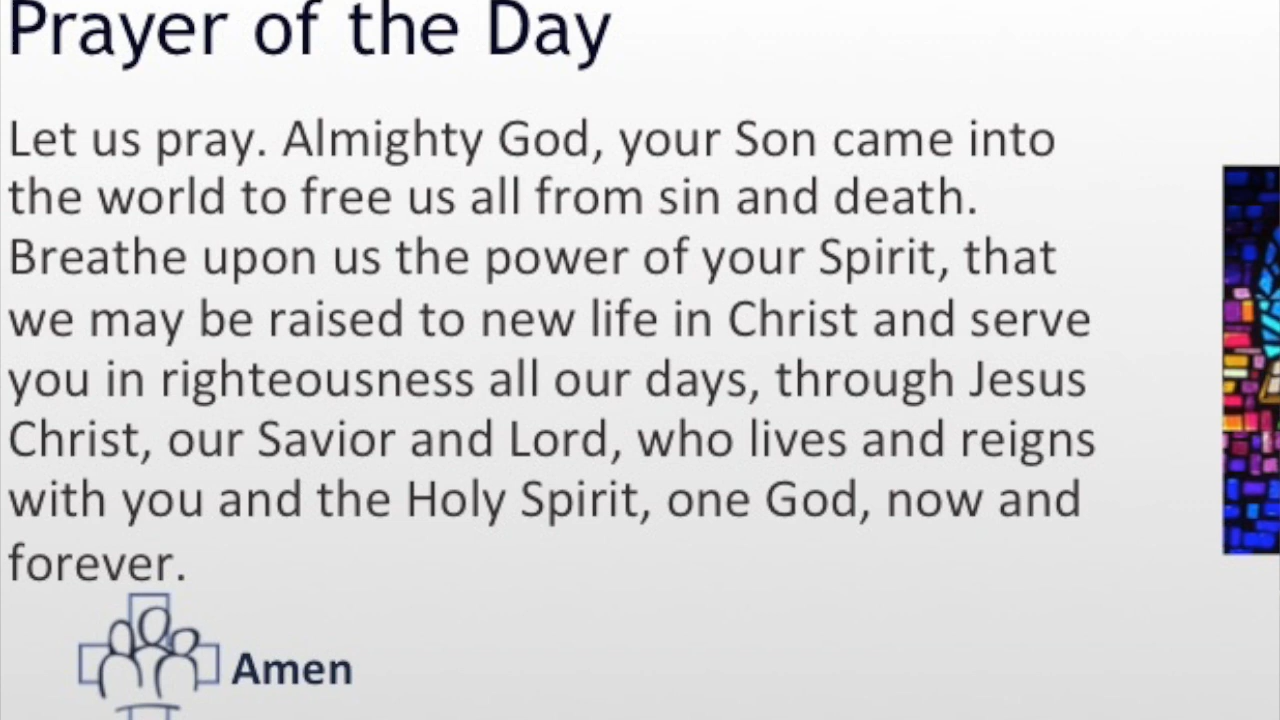 Prayer of the Day
Let us pray. Almighty God, your Son came into
the world to free us all from sin and death.
Breathe upon us the power of your Spirit, that
we may be raised to new life in Christ and serve
you in righteousness all our days, through Jesus
Christ, our Savior and Lord, who lives and reigns
with you and the Holy Spirit, one God, now and
forever.
Amen